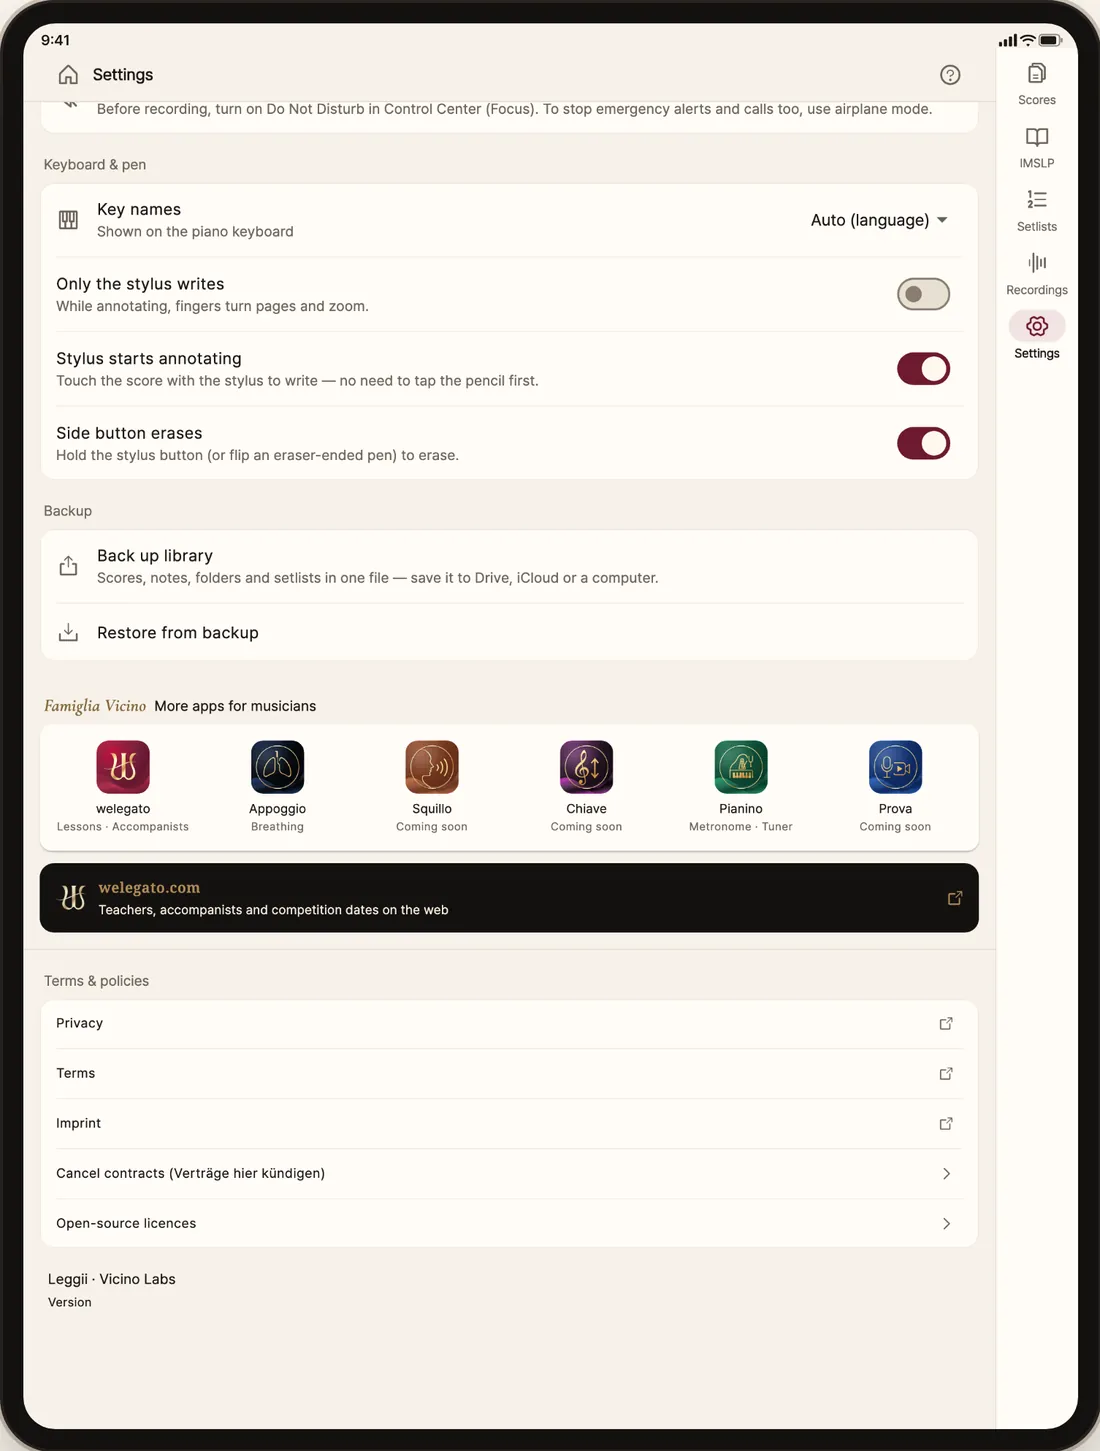 9:41
Settings
Before recording, turn on Do Not Disturb in Control Center (Focus). To stop emergency alerts and calls too, use airplane mode.
Keyboard & pen
Key names
Shown on the piano keyboard
Auto (language)
Only the stylus writes
While annotating, fingers turn pages and zoom.
Stylus starts annotating
Touch the score with the stylus to write — no need to tap the pencil first.
Side button erases
Hold the stylus button (or flip an eraser-ended pen) to erase.
Backup
Back up library
Scores, notes, folders and setlists in one file — save it to Drive, iCloud or a computer.
Restore from backup
Famiglia Vicino More apps for musicians
welegato
Lessons · Accompanists
Appoggio
Breathing
Squillo
Coming soon
Chiave
Coming soon
Pianino
Metronome · Tuner
Prova
Coming soon
welegato.com
Teachers, accompanists and competition dates on the web
Terms & policies
Privacy
Terms
Imprint
Cancel contracts (Verträge hier kündigen)
Open-source licences
Leggii · Vicino Labs
Version
Scores
IMSLP
Setlists
Recordings
Settings